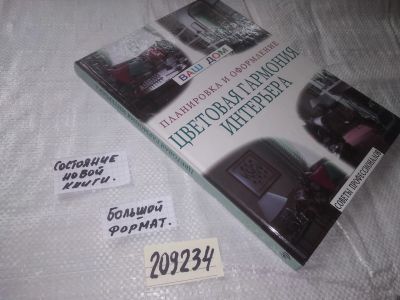 ВАШ ДОМ
ПЛАНИРОВКА И ОФОРМЛЕНИЕ
ЦВЕТОВАЯ ГАРМОНИЯ
ИНТЕРЬЕРА
СОВЕТЫ ПРОФЕССИОНАЛОВ
СОСТОЯНИЕ
НОВОЙ
КНИГИ.
БОЛЬШОЙ
ФОРМАТ.
209234